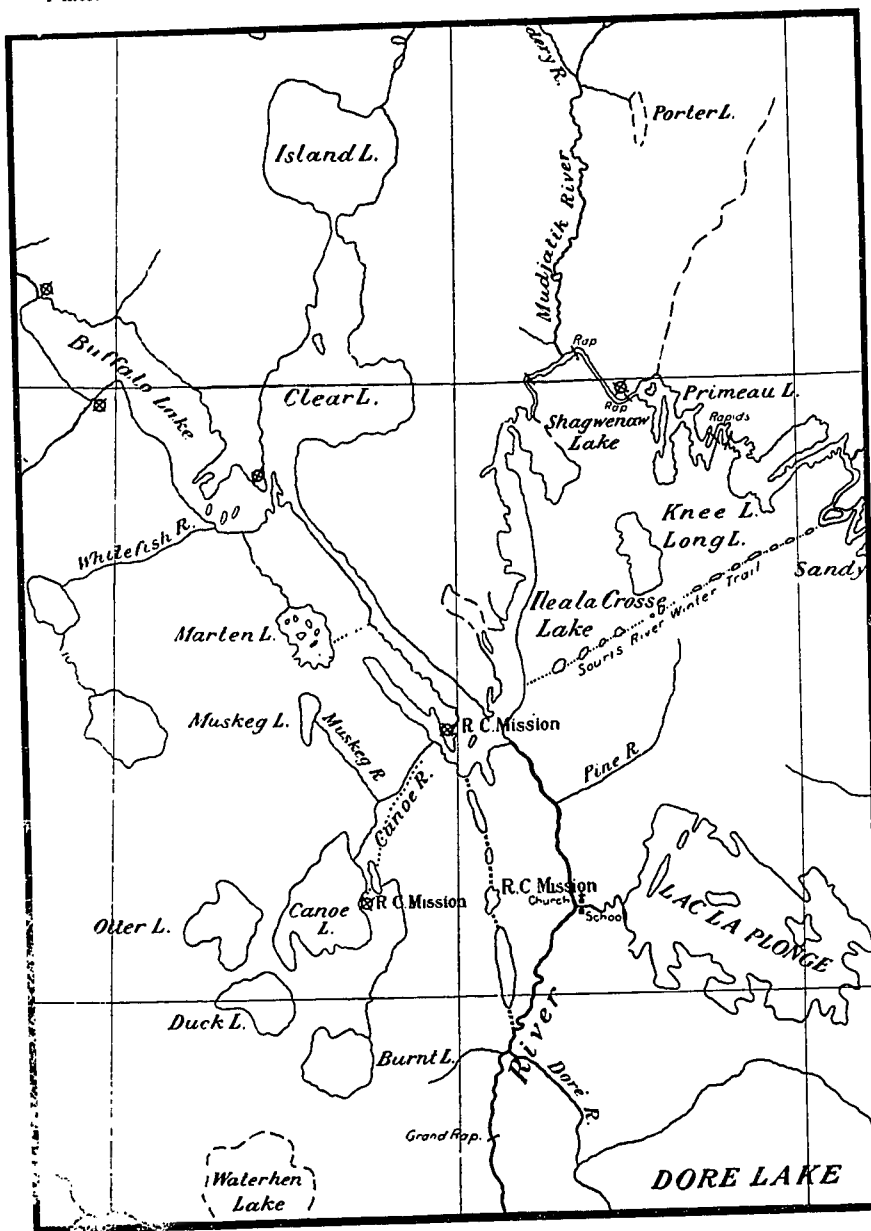 dery R.
Porter L.
Island L.
Mudjatik River
Rap
Buffalo Lake
Clear L.
Rap
Primeau L.
Shagwenaw
Lake
Rapids
Whitefish R.
Knee L.
Long L.
Sandy
Ile a la Crosse
Lake
Souris River Winter Trail
Marten L.
Muskeg L.
Muskeg R
R.C. Mission
Pine R
Canoe R.
R.C. Mission
Church
School
LAC LA PLONGE
Otter L.
Canoe
L.
R.C. Mission
Duck L.
River
Burnt L.
Doré R.
Grand Rap.
Waterhen
Lake
DORE LAKE